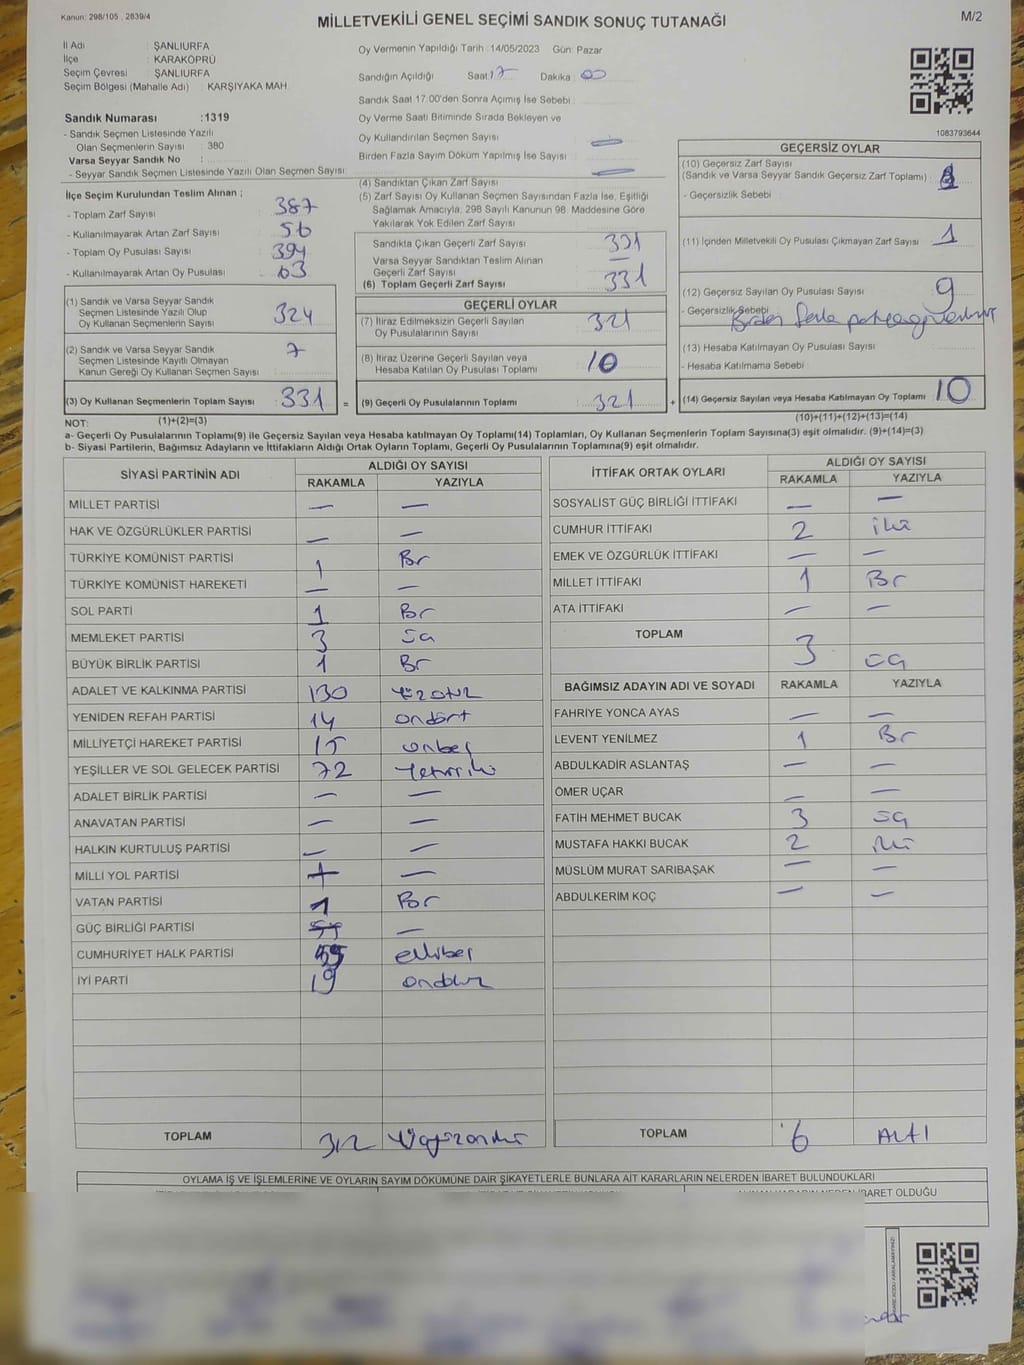 Kanun: 298/105 , 2839/4
MİLLETVEKİLİ GENEL SEÇİMİ SANDIK SONUÇ TUTANAĞI
M/2
İl Adı : ŞANLIURFA
İlçe : KARAKÖPRÜ
Seçim Çevresi : ŞANLIURFA
Seçim Bölgesi (Mahalle Adı) : KARŞIYAKA MAH.
Sandık Numarası :1319
- Sandık Seçmen Listesinde Yazılı
Olan Seçmenlerin Sayısı : 380
Varsa Seyyar Sandık No :
- Seyyar Sandık Seçmen Listesinde Yazılı Olan Seçmen Sayısı:
Oy Vermenin Yapıldığı Tarih :14/05/2023 Gün: Pazar
Sandığın Açıldığı Saat:17 Dakika : 00
Sandık Saat 17:00'den Sonra Açılmış İse Sebebi :
Oy Verme Saati Bitiminde Sırada Bekleyen ve
Oy Kullandırılan Seçmen Sayısı : —
Birden Fazla Sayım Döküm Yapılmış İse Sayısı : —
1083793644
İlçe Seçim Kurulundan Teslim Alınan ;
- Toplam Zarf Sayısı : 387
- Kullanılmayarak Artan Zarf Sayısı : 56
- Toplam Oy Pusulası Sayısı : 394
- Kullanılmayarak Artan Oy Pusulası : 63
(4) Sandıktan Çıkan Zarf Sayısı :
(5) Zarf Sayısı Oy Kullanan Seçmen Sayısından Fazla İse, Eşitliği
Sağlamak Amacıyla, 298 Sayılı Kanunun 98. Maddesine Göre
Yakılarak Yok Edilen Zarf Sayısı :
Sandıkta Çıkan Geçerli Zarf Sayısı : 331
Varsa Seyyar Sandıktan Teslim Alınan
Geçerli Zarf Sayısı : —
(6) Toplam Geçerli Zarf Sayısı : 331
GEÇERSİZ OYLAR
(10) Geçersiz Zarf Sayısı
(Sandık ve Varsa Seyyar Sandık Geçersiz Zarf Toplamı) :
- Geçersizlik Sebebi :
(11) İçinden Milletvekili Oy Pusulası Çıkmayan Zarf Sayısı : 1
(12) Geçersiz Sayılan Oy Pusulası Sayısı : 9
- Geçersizlik Sebebi : Birden fazla
(13) Hesaba Katılmayan Oy Pusulası Sayısı :
- Hesaba Katılmama Sebebi :
(14) Geçersiz Sayılan veya Hesaba Katılmayan Oy Toplamı : 10
(10)+(11)+(12)+(13)=(14)
(1) Sandık ve Varsa Seyyar Sandık
Seçmen Listesinde Yazılı Olup
Oy Kullanan Seçmenlerin Sayısı : 324
(2) Sandık ve Varsa Seyyar Sandık
Seçmen Listesinde Kayıtlı Olmayan
Kanun Gereği Oy Kullanan Seçmen Sayısı : 7
(3) Oy Kullanan Seçmenlerin Toplam Sayısı : 331 =
(1)+(2)=(3)
GEÇERLİ OYLAR
(7) İtiraz Edilmeksizin Geçerli Sayılan
Oy Pusulalarının Sayısı : 321
(8) İtiraz Üzerine Geçerli Sayılan veya
Hesaba Katılan Oy Pusulası Toplamı : 10
(9) Geçerli Oy Pusulalarının Toplamı : 321 +
NOT:
a- Geçerli Oy Pusulalarının Toplamı(9) ile Geçersiz Sayılan veya Hesaba katılmayan Oy Toplamı(14) Toplamları, Oy Kullanan Seçmenlerin Toplam Sayısına(3) eşit olmalıdır. (9)+(14)=(3)
b- Siyasi Partilerin, Bağımsız Adayların ve İttifakların Aldığı Ortak Oyların Toplamı, Geçerli Oy Pusulalarının Toplamına(9) eşit olmalıdır.
SİYASİ PARTİNİN ADI ALDIĞI OY SAYISI
RAKAMLA YAZIYLA
MİLLET PARTİSİ — —
HAK VE ÖZGÜRLÜKLER PARTİSİ — —
TÜRKİYE KOMÜNİST PARTİSİ 1 Bir
TÜRKİYE KOMÜNİST HAREKETİ — —
SOL PARTİ 1 Bir
MEMLEKET PARTİSİ 3 üç
BÜYÜK BİRLİK PARTİSİ 1 Bir
ADALET VE KALKINMA PARTİSİ 130 yüzotuz
YENİDEN REFAH PARTİSİ 14 ondört
MİLLİYETÇİ HAREKET PARTİSİ 15 onbeş
YEŞİLLER VE SOL GELECEK PARTİSİ 72 yetmişiki
ADALET BİRLİK PARTİSİ — —
ANAVATAN PARTİSİ — —
HALKIN KURTULUŞ PARTİSİ — —
MİLLİ YOL PARTİSİ —
VATAN PARTİSİ 1 Bir
GÜÇ BİRLİĞİ PARTİSİ —
CUMHURİYET HALK PARTİSİ 55 ellibeş
İYİ PARTİ 19 ondokuz
TOPLAM 312 üçyüzoniki
İTTİFAK ORTAK OYLARI ALDIĞI OY SAYISI
RAKAMLA YAZIYLA
SOSYALİST GÜÇ BİRLİĞİ İTTİFAKI — —
CUMHUR İTTİFAKI 2 iki
EMEK VE ÖZGÜRLÜK İTTİFAKI — —
MİLLET İTTİFAKI 1 Bir
ATA İTTİFAKI — —
TOPLAM 3 üç
BAĞIMSIZ ADAYIN ADI VE SOYADI RAKAMLA YAZIYLA
FAHRİYE YONCA AYAS — —
LEVENT YENİLMEZ 1 Bir
ABDULKADİR ASLANTAŞ — —
ÖMER UÇAR — —
FATİH MEHMET BUCAK 3 üç
MUSTAFA HAKKI BUCAK 2 iki
MÜSLÜM MURAT SARIBAŞAK — —
ABDULKERİM KOÇ — —
TOPLAM 6 ALTI
OYLAMA İŞ VE İŞLEMLERİNE VE OYLARIN SAYIM DÖKÜMÜNE DAİR ŞİKAYETLERLE BUNLARA AİT KARARLARIN NELERDEN İBARET BULUNDUKLARI
İBARET OLDUĞU